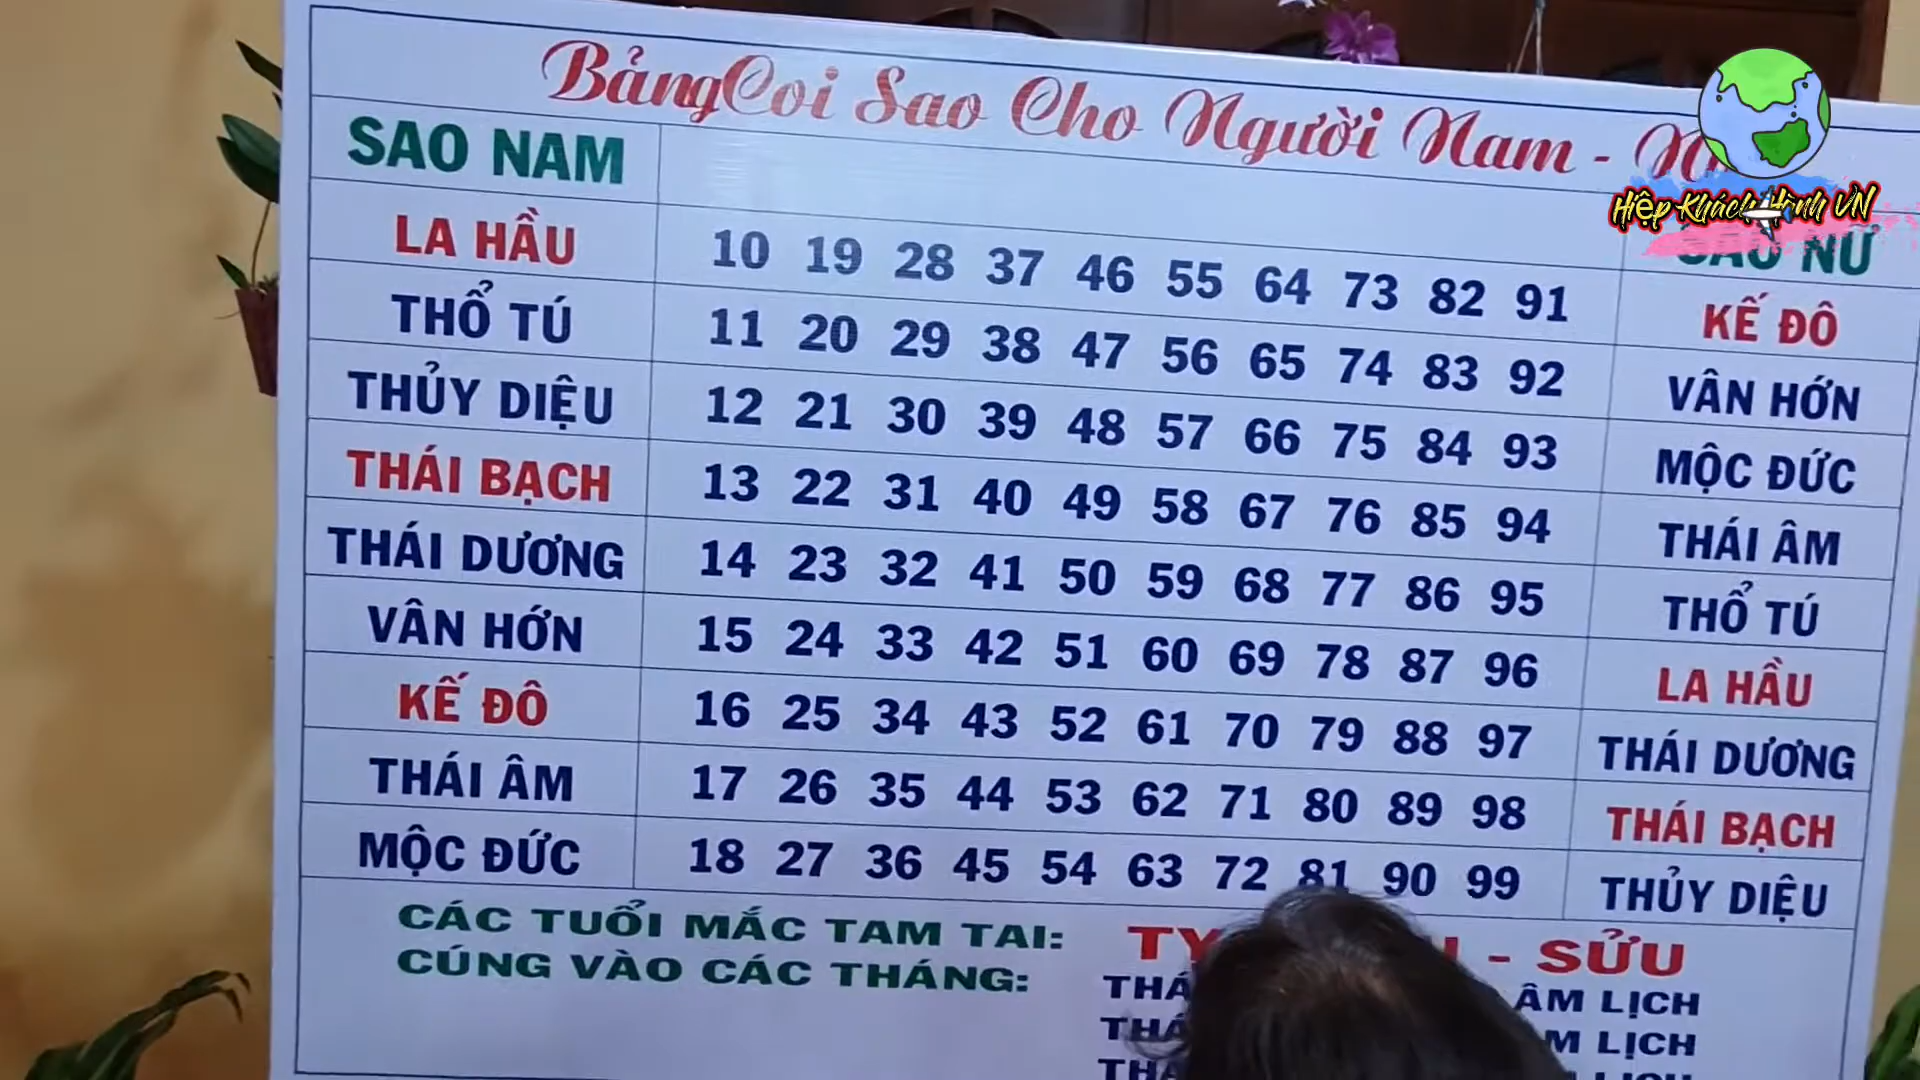 Bảng Coi Sao Cho Người Nam -
Hiệp Khách Hành VN
SAO NAM
SAO NỮ
LA HẦU 10 19 28 37 46 55 64 73 82 91 KẾ ĐÔ
THỔ TÚ 11 20 29 38 47 56 65 74 83 92 VÂN HỚN
THỦY DIỆU 12 21 30 39 48 57 66 75 84 93 MỘC ĐỨC
THÁI BẠCH 13 22 31 40 49 58 67 76 85 94 THÁI ÂM
THÁI DƯƠNG 14 23 32 41 50 59 68 77 86 95 THỔ TÚ
VÂN HỚN 15 24 33 42 51 60 69 78 87 96 LA HẦU
KẾ ĐÔ 16 25 34 43 52 61 70 79 88 97 THÁI DƯƠNG
THÁI ÂM 17 26 35 44 53 62 71 80 89 98 THÁI BẠCH
MỘC ĐỨC 18 27 36 45 54 63 72 81 90 99 THỦY DIỆU
CÁC TUỔI MẮC TAM TAI: - SỬU
CÚNG VÀO CÁC THÁNG: ÂM LỊCH
LỊCH